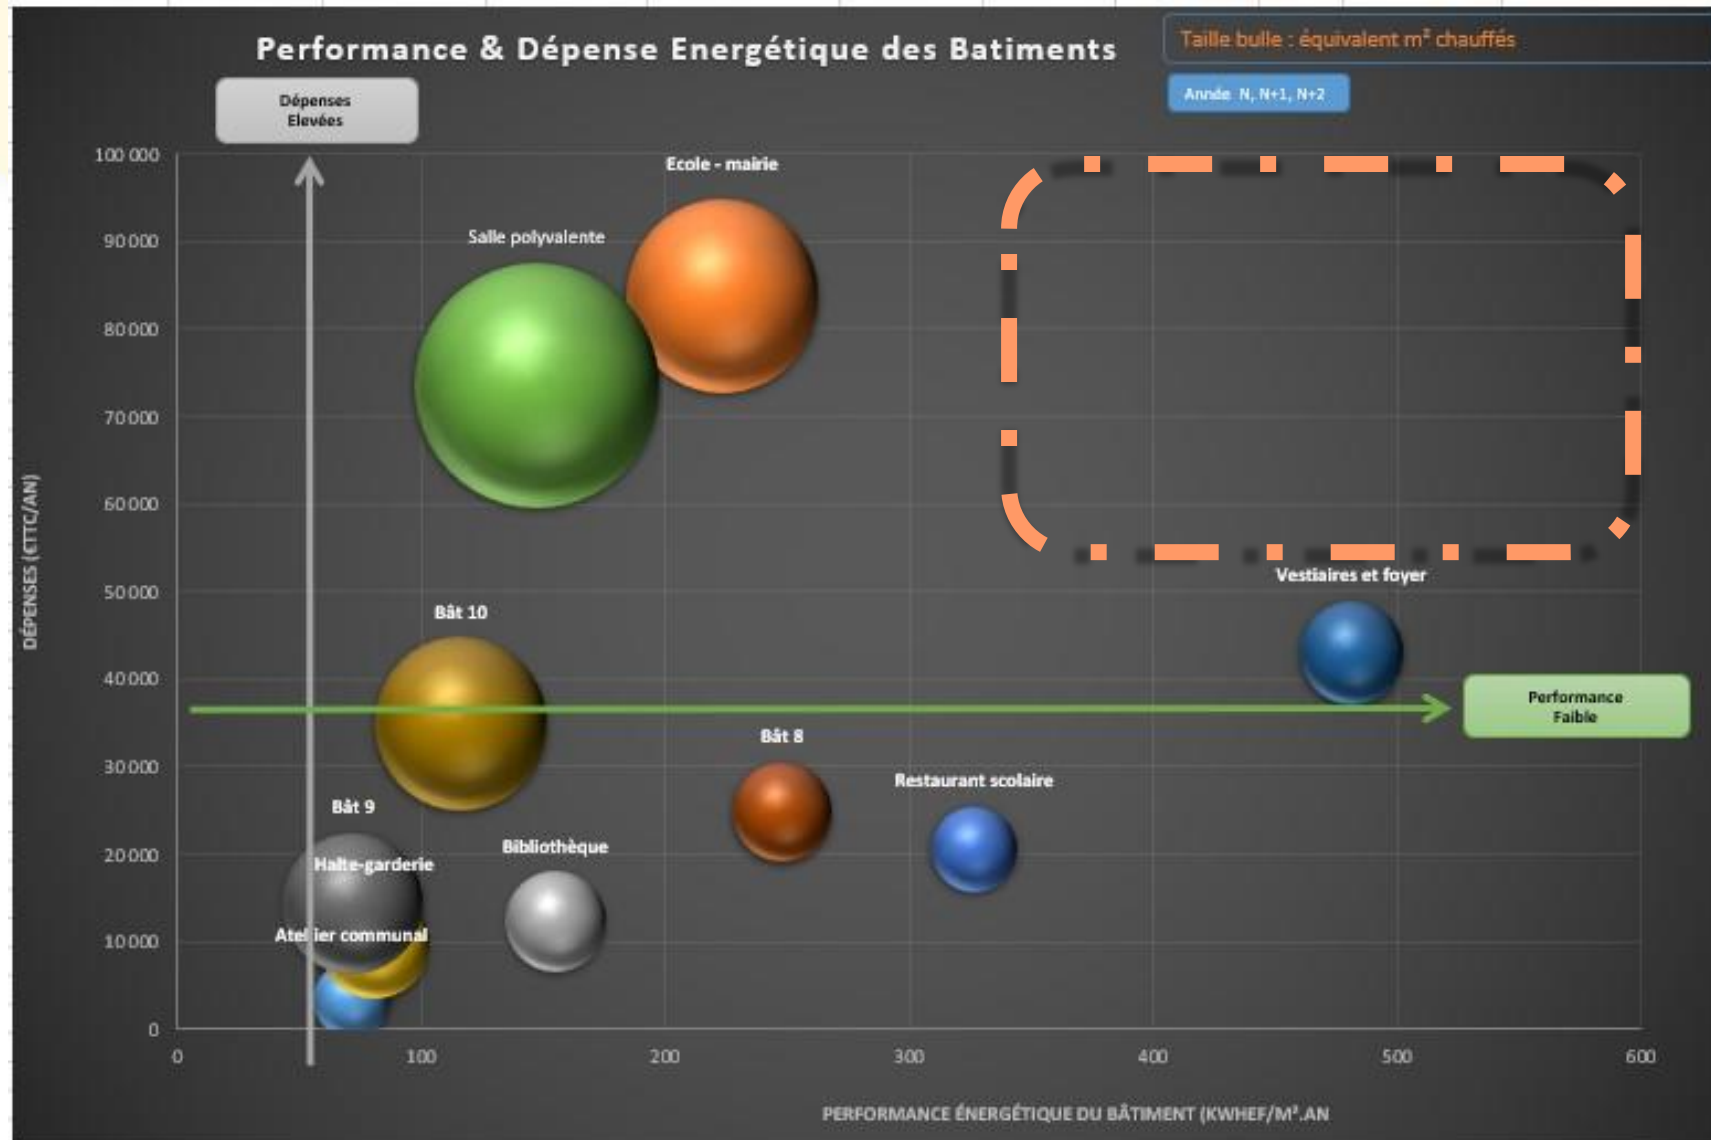 Performance & Dépense Energétique des Batiments
Taille bulle : équivalent m² chauffés
Année N, N+1, N+2
Dépenses
Elevées
100 000
90 000
80 000
70 000
60 000
50 000
40 000
30 000
20 000
10 000
0
DÉPENSES (€TTC/AN)
Ecole - mairie
Salle polyvalente
Vestiaires et foyer
Bât 10
Performance
Faible
Bât 8
Restaurant scolaire
Bât 9
Bibliothèque
Halte-garderie
Atelier communal
0 100 200 300 400 500 600
PERFORMANCE ÉNERGÉTIQUE DU BÂTIMENT (KWHEF/M².AN